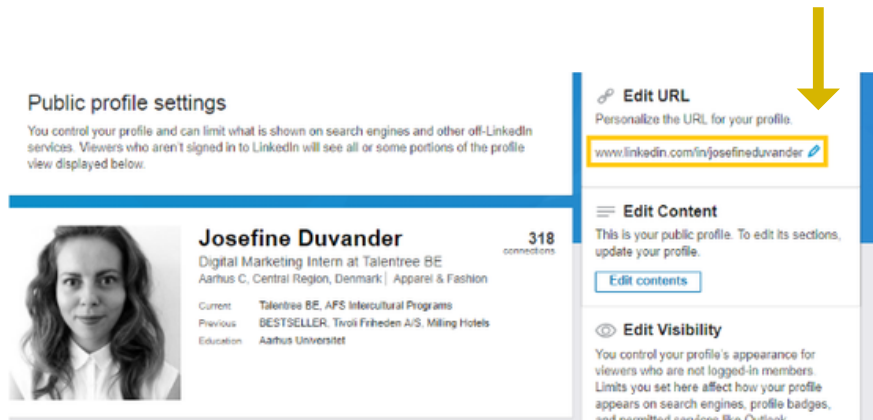 Public profile settings
You control your profile and can limit what is shown on search engines and other off-LinkedIn
services. Viewers who aren't signed in to LinkedIn will see all or some portions of the profile
view displayed below.
Josefine Duvander
318
connections
Digital Marketing Intern at Talentree BE
Aarhus C, Central Region, Denmark | Apparel & Fashion
Current Talentree BE, AFS Intercultural Programs
Previous BESTSELLER, Tivoli Friheden A/S, Milling Hotels
Education Aarhus Universitet
Edit URL
Personalize the URL for your profile.
www.linkedin.com/in/josefineduvander
Edit Content
This is your public profile. To edit its sections,
update your profile.
Edit contents
Edit Visibility
You control your profile's appearance for
viewers who are not logged-in members.
Limits you set here affect how your profile
appears on search engines, profile badges,
and permitted services like Outlook.